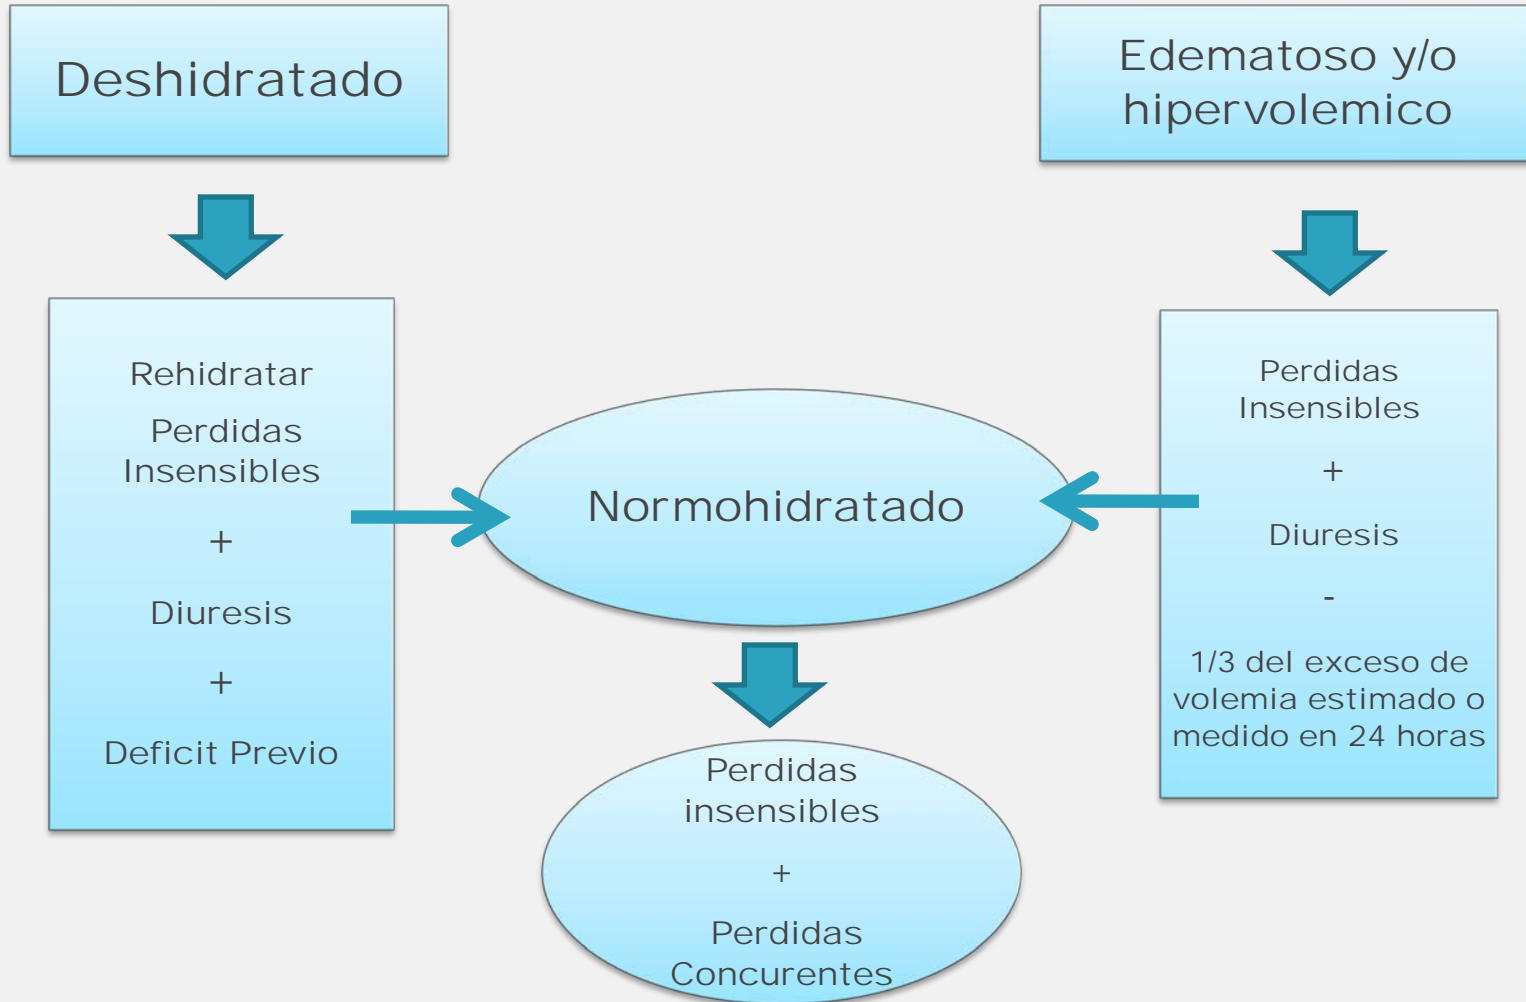 Deshidratado
Edematoso y/o
hipervolemico
Rehidratar
Perdidas
Insensibles
+
Diuresis
+
Deficit Previo
Normohidratado
Perdidas
insensibles
+
Perdidas
Concurentes
Perdidas
Insensibles
+
Diuresis
-
1/3 del exceso de
volemia estimado o
medido en 24 horas